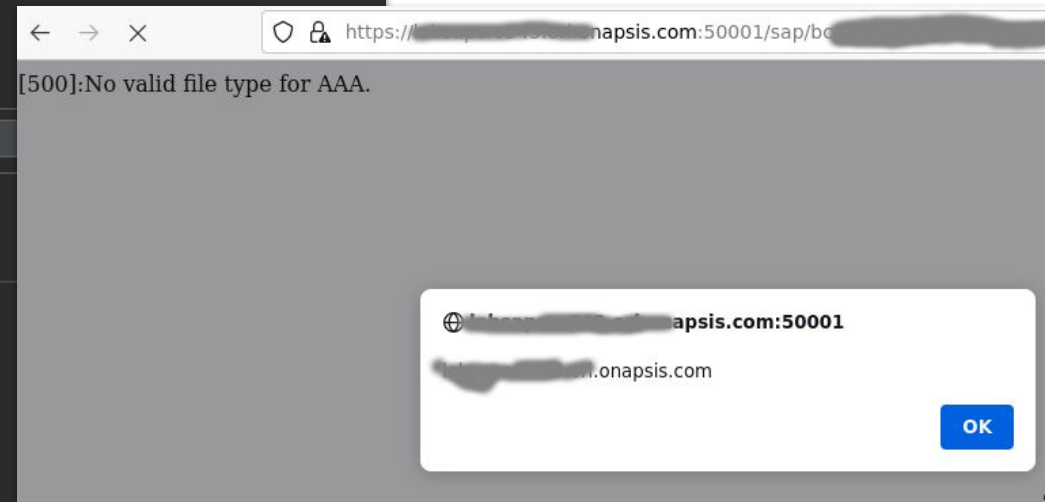 https:// napsis.com:50001/sap/bc
[500]:No valid file type for AAA.
apsis.com:50001
.onapsis.com
OK